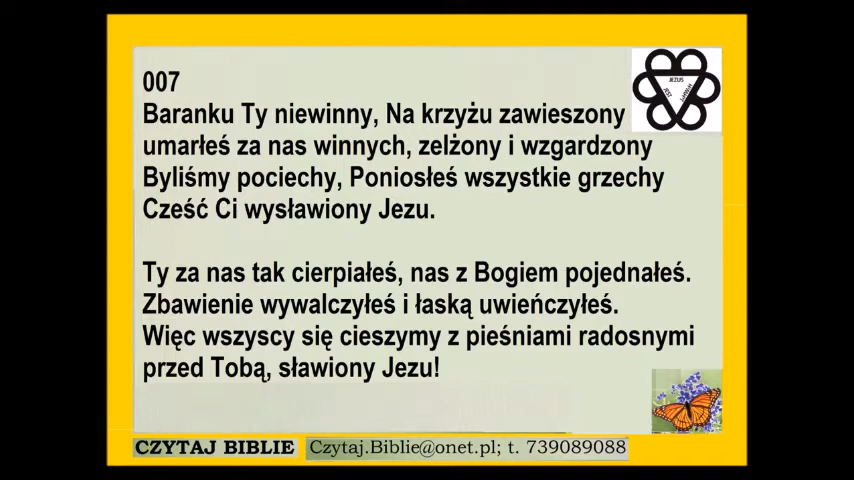 007
Baranku Ty niewinny, Na krzyżu zawieszony
umarłeś za nas winnych, zelżony i wzgardzony
Byliśmy pociechy, Poniosłeś wszystkie grzechy
Cześć Ci wysławiony Jezu.
Ty za nas tak cierpiałeś, nas z Bogiem pojednałeś.
Zbawienie wywalczyłeś i łaską uwieńczyłeś.
Więc wszyscy się cieszymy z pieśniami radosnymi
przed Tobą, sławiony Jezu!
JEZUS
JEST
CZYTAJ BIBLIE
Czytaj.Biblie@onet.pl; t. 739089088